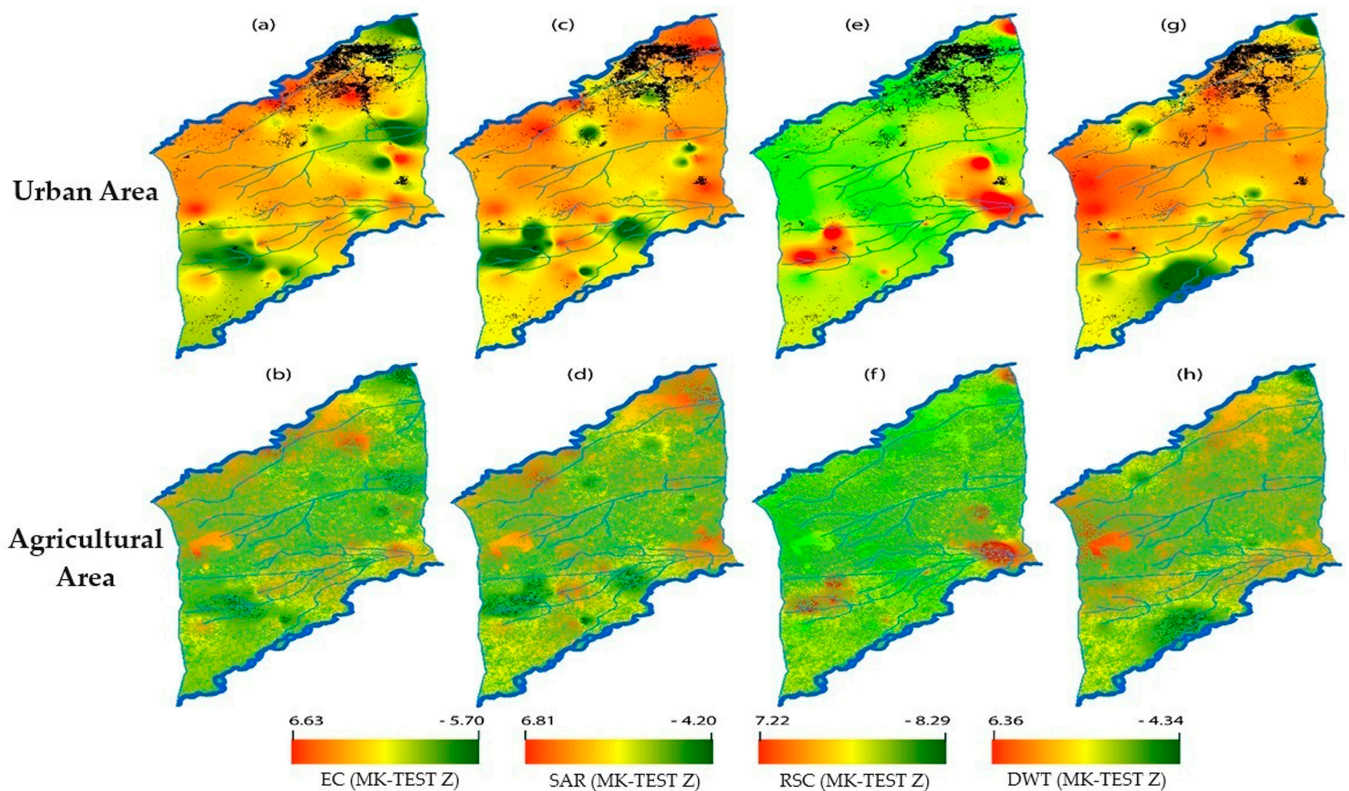 (a) (c) (e) (g)
Urban Area
(b) (d) (f) (h)
Agricultural
Area
6.63 - 5.70 6.81 - 4.20 7.22 - 8.29 6.36 - 4.34
EC (MK-TEST Z) SAR (MK-TEST Z) RSC (MK-TEST Z) DWT (MK-TEST Z)